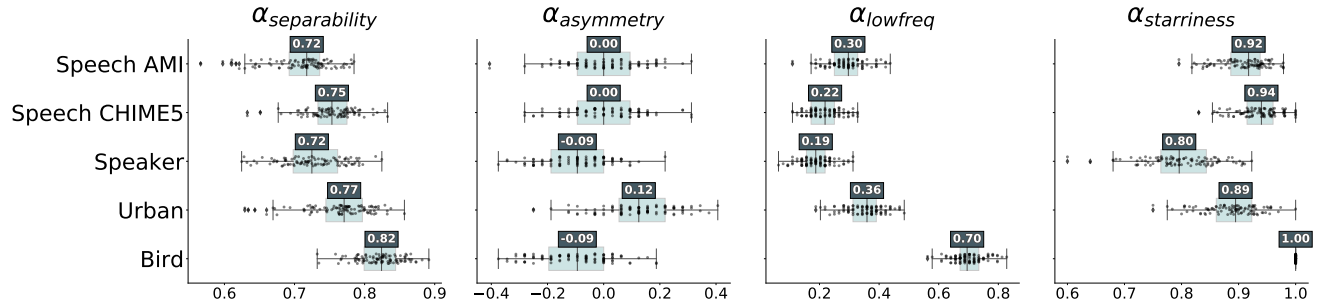 α_separability α_asymmetry α_lowfreq α_starriness
Speech AMI 0.72 0.00 0.30 0.92
Speech CHIME5 0.75 0.00 0.22 0.94
Speaker 0.72 -0.09 0.19 0.80
Urban 0.77 0.12 0.36 0.89
Bird 0.82 -0.09 0.70 1.00
0.6 0.7 0.8 0.9 −0.4 −0.2 0.0 0.2 0.4 0.2 0.4 0.6 0.8 0.6 0.7 0.8 0.9 1.0